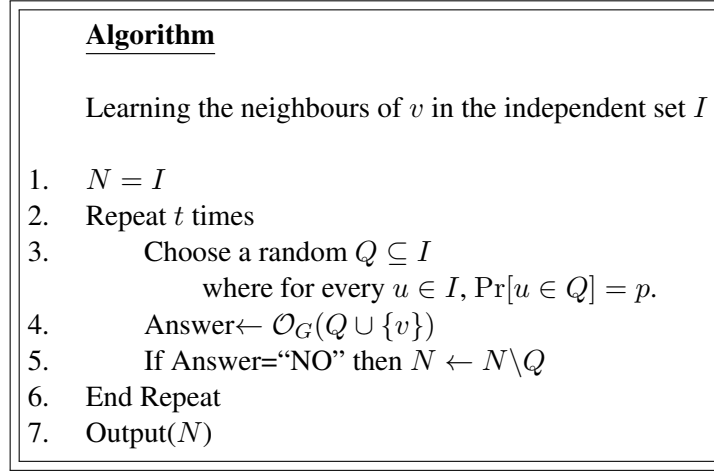 Algorithm
Learning the neighbours of v in the independent set I
1. N = I
2. Repeat t times
3. Choose a random Q ⊆ I
where for every u ∈ I, Pr[u ∈ Q] = p.
4. Answer← 𝒪_G(Q ∪ {v})
5. If Answer=“NO” then N ← N\Q
6. End Repeat
7. Output(N)